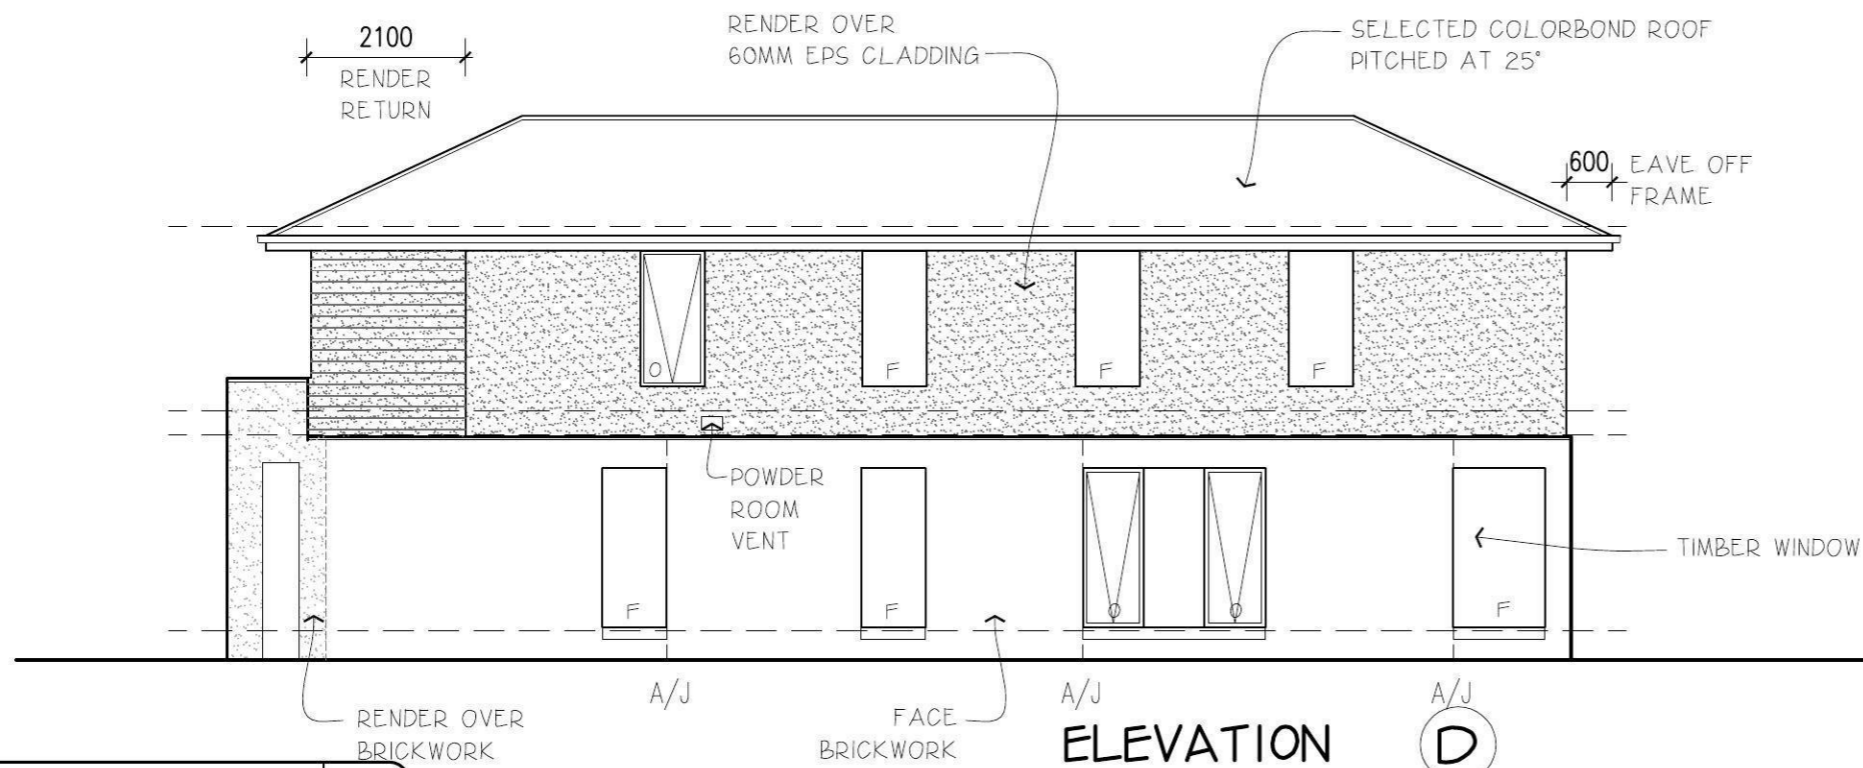 2100
RENDER
RETURN
RENDER OVER
60MM EPS CLADDING
SELECTED COLORBOND ROOF
PITCHED AT 25°
600
EAVE OFF
FRAME
O
F
F
F
POWDER
ROOM
VENT
F
F
O
O
F
TIMBER WINDOW
A/J
A/J
A/J
RENDER OVER
BRICKWORK
FACE
BRICKWORK
ELEVATION D